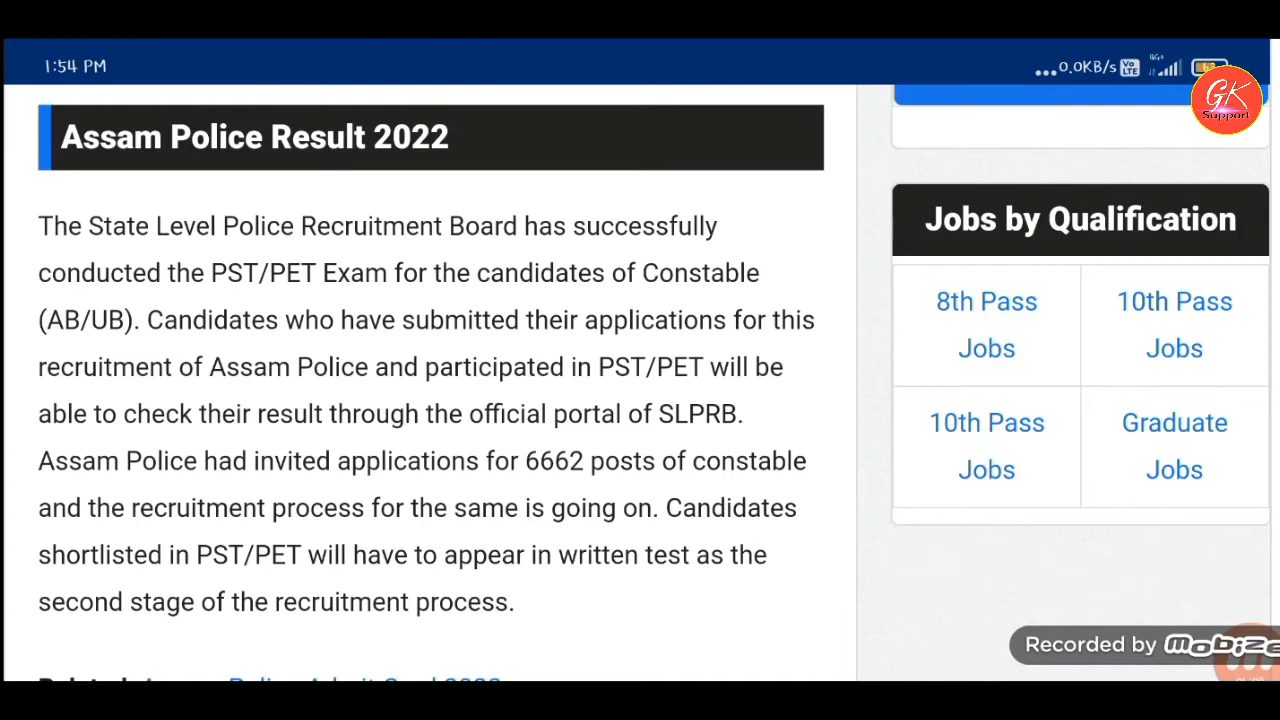 1:54 PM
...0.0KB/s Vo LTE 4G+
GK
Support
Assam Police Result 2022
The State Level Police Recruitment Board has successfully
conducted the PST/PET Exam for the candidates of Constable
(AB/UB). Candidates who have submitted their applications for this
recruitment of Assam Police and participated in PST/PET will be
able to check their result through the official portal of SLPRB.
Assam Police had invited applications for 6662 posts of constable
and the recruitment process for the same is going on. Candidates
shortlisted in PST/PET will have to appear in written test as the
second stage of the recruitment process.
Jobs by Qualification
8th Pass
Jobs
10th Pass
Jobs
10th Pass
Jobs
Graduate
Jobs
Recorded by